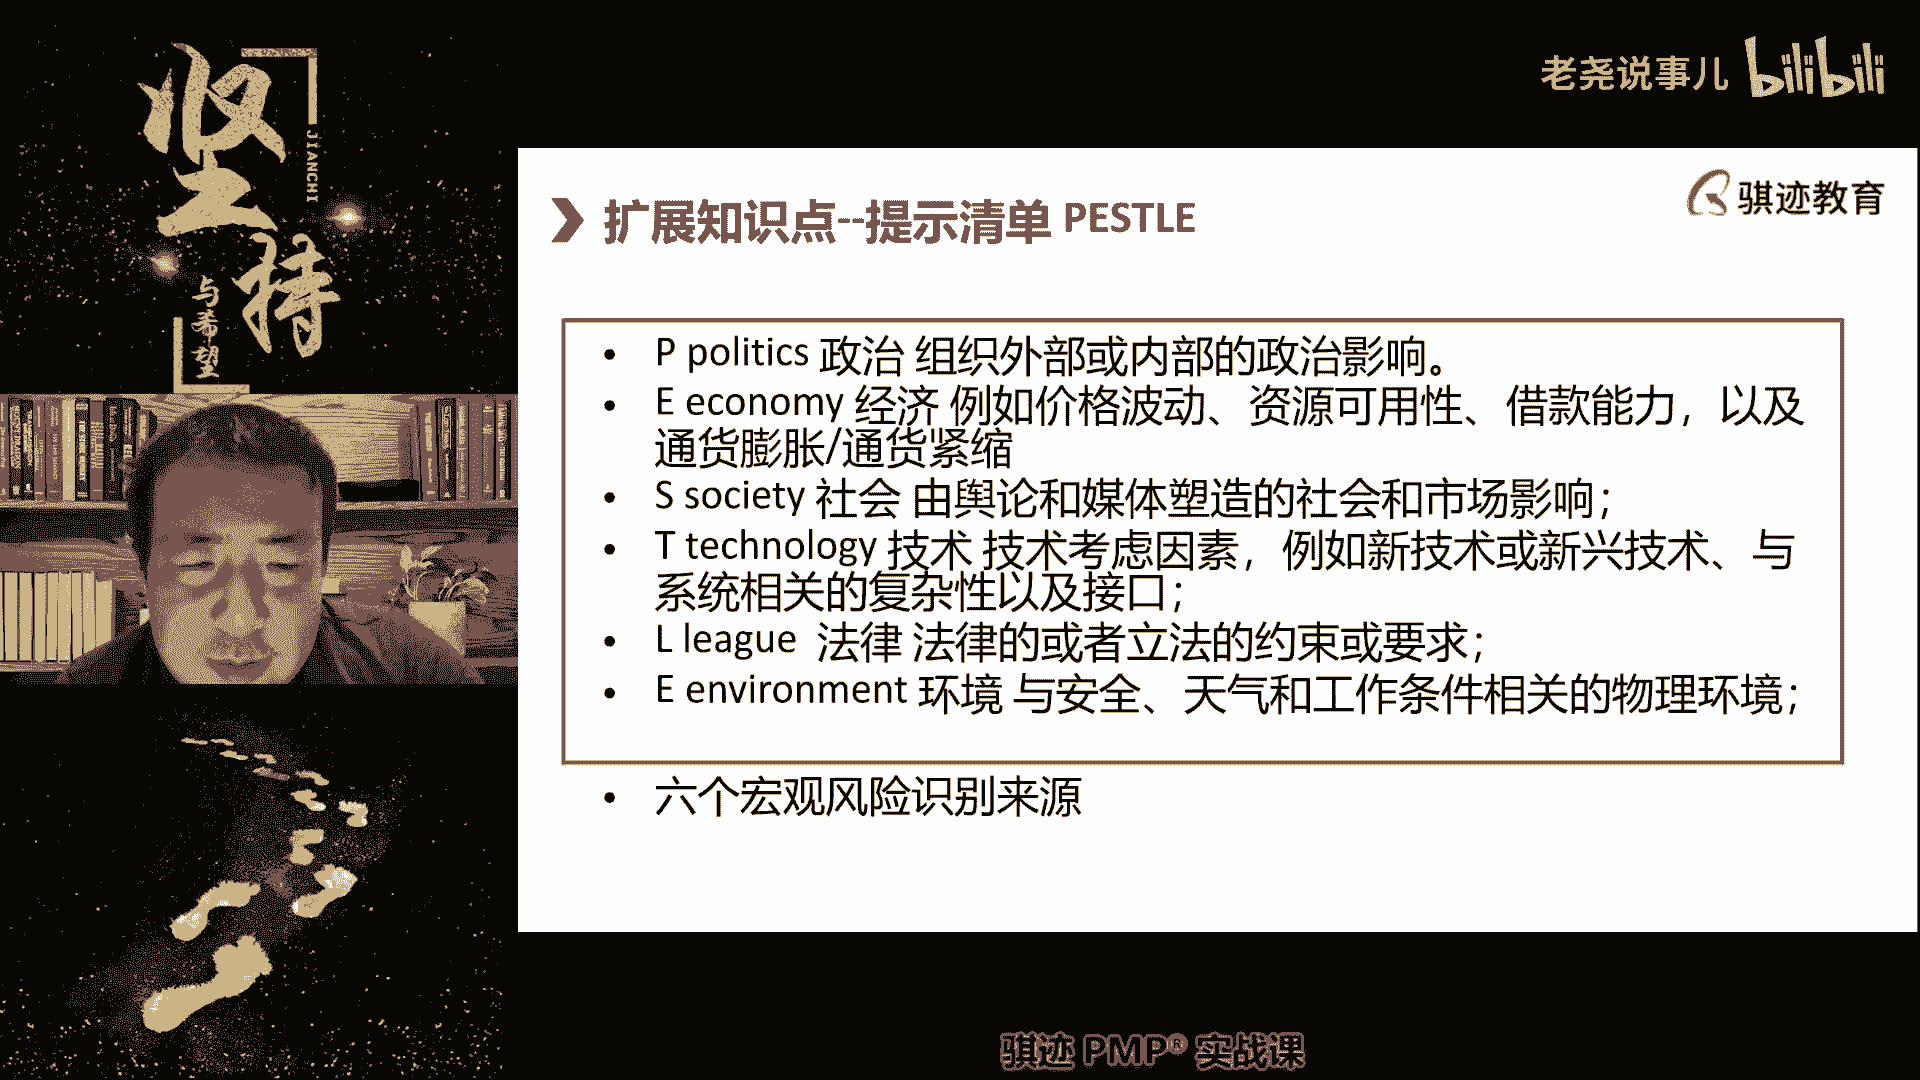 坚持
JIANCHI
与希望
老尧说事儿 bilibili
骐迹教育
扩展知识点--提示清单 PESTLE
• P politics 政治 组织外部或内部的政治影响。
• E economy 经济 例如价格波动、资源可用性、借款能力，以及
通货膨胀/通货紧缩
• S society 社会 由舆论和媒体塑造的社会和市场影响；
• T technology 技术 技术考虑因素，例如新技术或新兴技术、与
系统相关的复杂性以及接口；
• L league 法律 法律的或者立法的约束或要求；
• E environment 环境 与安全、天气和工作条件相关的物理环境；
• 六个宏观风险识别来源
骐迹 PMP® 实战课